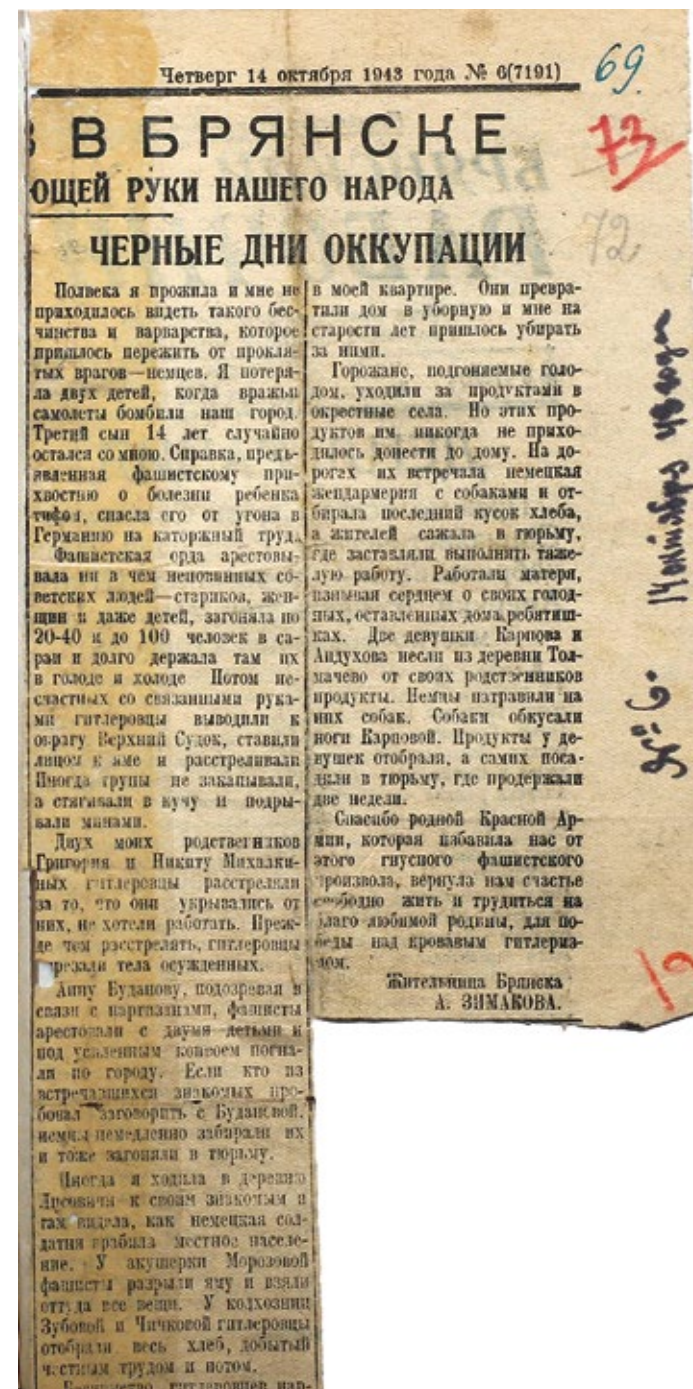 Четверг 14 октября 1943 года № 6(7191)
69.
73
72
В БРЯНСКЕ
ЮЩЕЙ РУКИ НАШЕГО НАРОДА
ЧЕРНЫЕ ДНИ ОККУПАЦИИ
Полвека я прожила и мне не
приходилось видеть такого бес-
чинства и варварства, которое
пришлось пережить от прокля-
тых врагов—немцев. Я потеря-
ла двух детей, когда вражьи
самолеты бомбили наш город.
Третий сын 14 лет случайно
остался со мною. Справка, предъ-
явленная фашистскому при-
хвостню о болезни ребенка
тифом, спасла его от угона в
Германию на каторжный труд.
Фашистская орда арестовы-
вала ни в чем неповинных со-
ветских людей—стариков, жен-
щин и даже детей, загоняла по
20-40 и до 100 человек в са-
раи и долго держала там их
в голоде и холоде Потом не-
счастных со связанными рука-
ми гитлеровцы выводили к
оврагу Верхний Судок, ставили
лицом к яме и расстреливали
Иногда трупы не закапывали,
а стягивали в кучу и подры-
вали минами.
Двух моих родственников
Григория и Никиту Михалки-
ных гитлеровцы расстреляли
за то, что они укрывались от
них, не хотели работать. Преж-
де чем расстрелять, гитлеровцы
резали тела осужденных.
Анну Буданову, подозревая в
связи с партизанами, фашисты
арестовали с двумя детьми и
под усиленным конвоем погна-
ли по городу. Если кто из
встречавшихся знакомых про-
бовал заговорить с Будановой,
немцы немедленно забирали их
и тоже загоняли в тюрьму.
Иногда я ходила в деревню
к своим знакомым и
там видела, как немецкая сол-
датня грабила местное населе-
ние. У акушерки Морозовой
фашисты разрыли яму и взяли
оттуда все вещи. У колхозниц
Зубовой и Чичковой гитлеровцы
отобрали весь хлеб, добытый
честным трудом и потом.
гитлеровцев
в моей квартире. Они превра-
тили дом в уборную и мне на
старости лет пришлось убирать
за ними.
Горожане, подгоняемые голо-
дом, уходили за продуктами в
окрестные села. Но этих про-
дуктов им никогда не прихо-
дилось донести до дому. На до-
рогах их встречала немецкая
жендармерия с собаками и от-
бирала последний кусок хлеба,
а жителей сажала в тюрьму,
где заставляли выполнять тяже-
лую работу. Работали матери,
изнывая сердцем о своих голод-
ных, оставленных дома ребятиш-
ках. Две девушки Карпова и
Андухова несли из деревни Тол-
мачево от своих родственников
продукты. Немцы натравили на
них собак. Собаки обкусали
ноги Карповой. Продукты у де-
вушек отобрали, а самих поса-
дили в тюрьму, где продержали
две недели.
Спасибо родной Красной Ар-
мии, которая избавила нас от
этого гнусного фашистского
произвола, вернула нам счастье
свободно жить и трудиться на
благо любимой родины, для по-
беды над кровавым гитлериз-
мом.
Жительница Брянска
А. ЗИМАКОВА.
№ 6. 14 октября 43 года